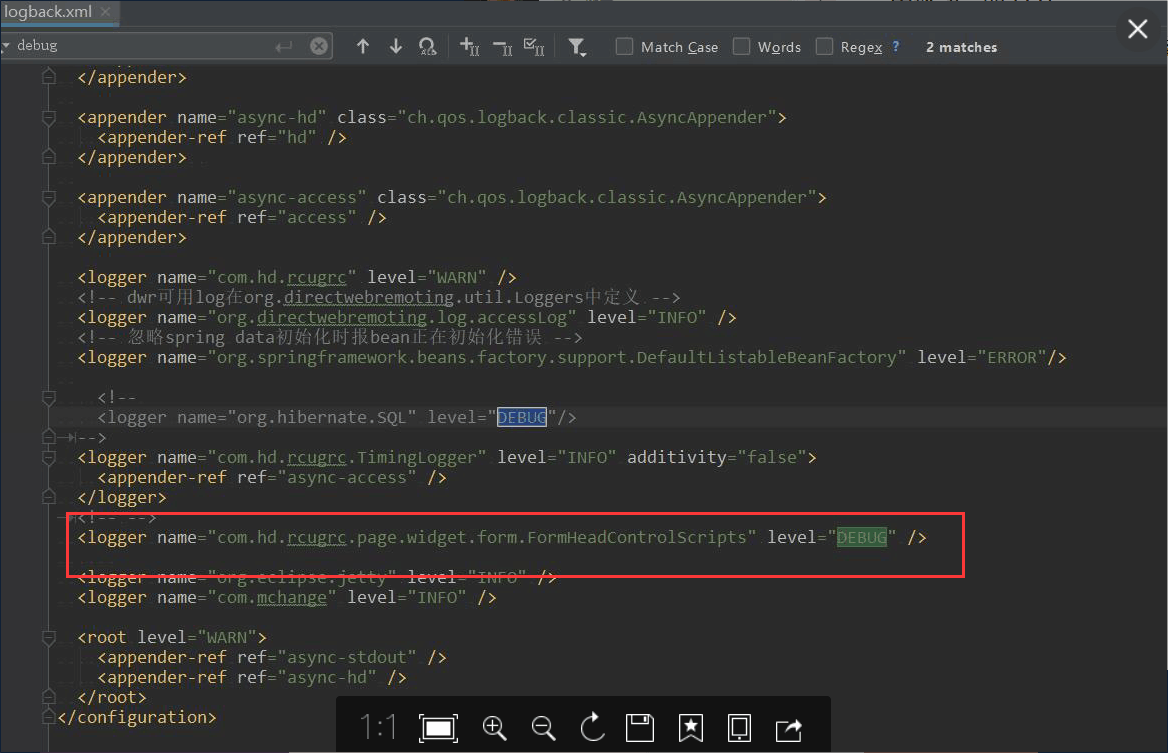 logback.xml
debug
Match Case
Words
Regex ?
2 matches
</appender>
<appender name="async-hd" class="ch.qos.logback.classic.AsyncAppender">
<appender-ref ref="hd" />
</appender>
<appender name="async-access" class="ch.qos.logback.classic.AsyncAppender">
<appender-ref ref="access" />
</appender>
<logger name="com.hd.rcugrc" level="WARN" />
<!-- dwr可用log在org.directwebremoting.util.Loggers中定义 -->
<logger name="org.directwebremoting.log.accessLog" level="INFO" />
<!-- 忽略spring data初始化时报bean正在初始化错误 -->
<logger name="org.springframework.beans.factory.support.DefaultListableBeanFactory" level="ERROR"/>
<!--
<logger name="org.hibernate.SQL" level="DEBUG"/>
-->
<logger name="com.hd.rcugrc.TimingLogger" level="INFO" additivity="false">
<appender-ref ref="async-access" />
</logger>
<!-- -->
<logger name="com.hd.rcugrc.page.widget.form.FormHeadControlScripts" level="DEBUG" />
<logger name="org.eclipse.jetty" level="INFO" />
<logger name="com.mchange" level="INFO" />
<root level="WARN">
<appender-ref ref="async-stdout" />
<appender-ref ref="async-hd" />
</root>
</configuration>
1:1